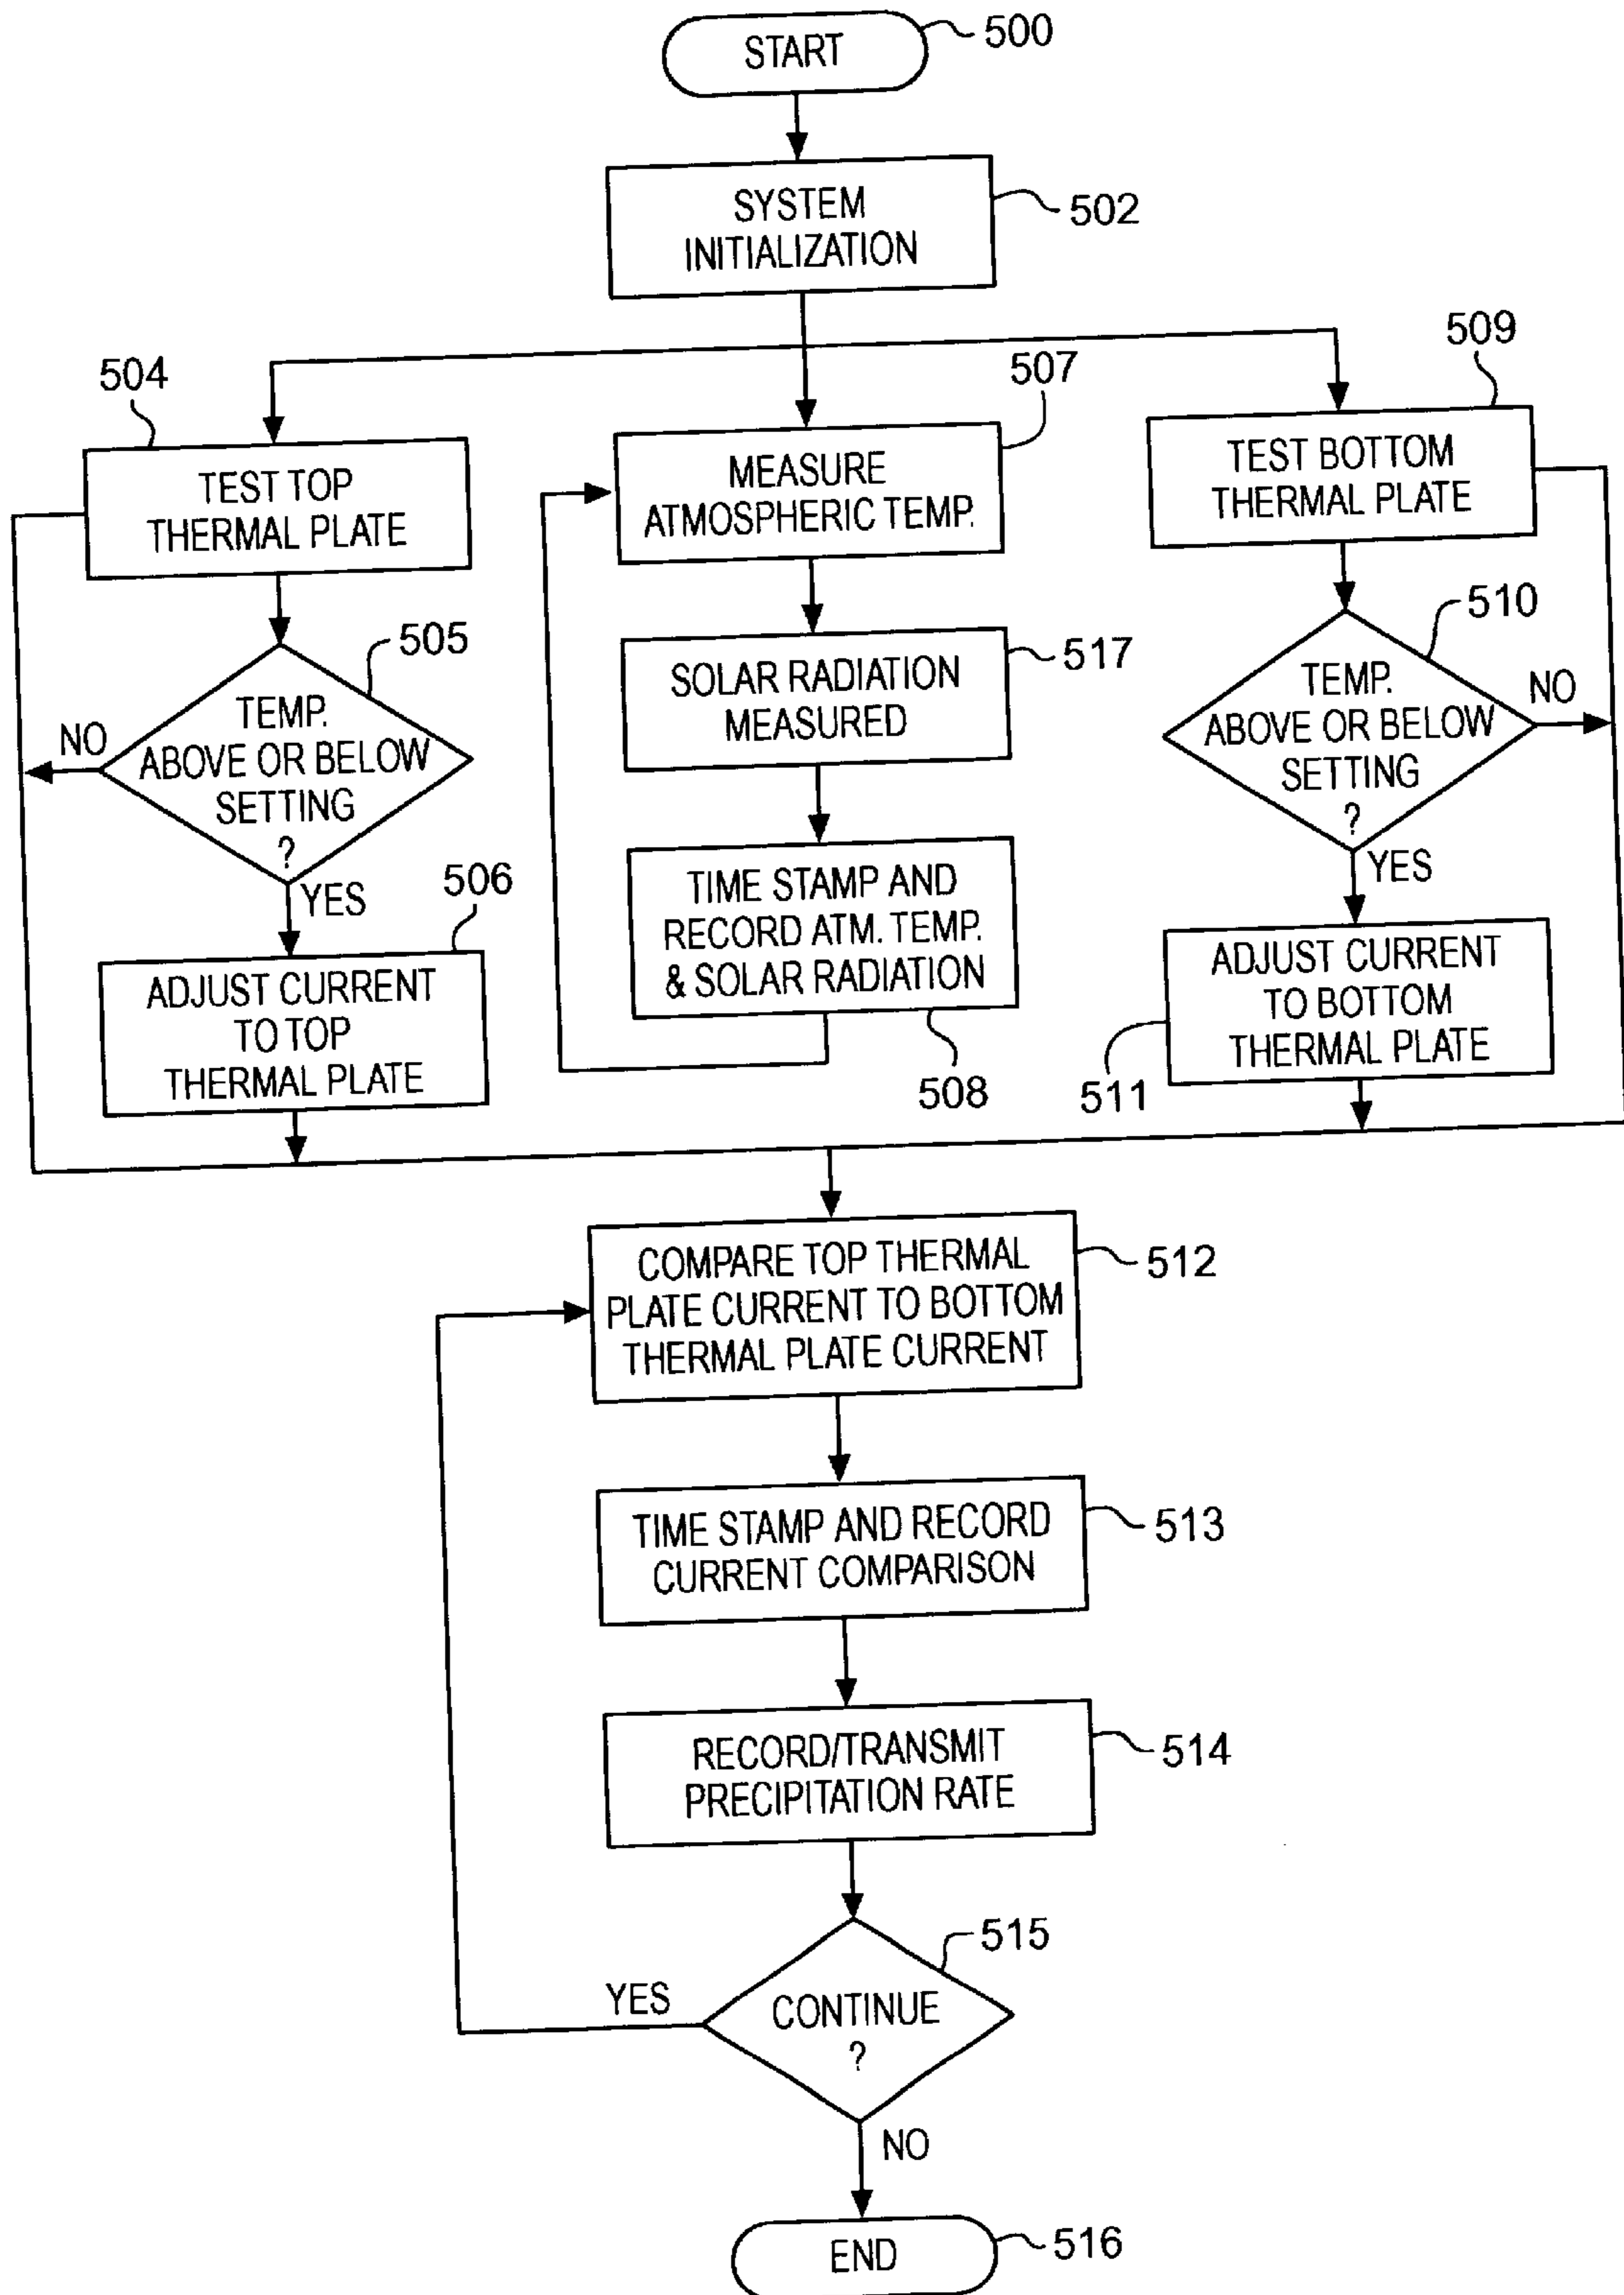 START
500
SYSTEM
INITIALIZATION
502
504
TEST TOP
THERMAL PLATE
505
TEMP.
ABOVE OR BELOW
SETTING
?
NO
YES
506
ADJUST CURRENT
TO TOP
THERMAL PLATE
507
MEASURE
ATMOSPHERIC TEMP.
SOLAR RADIATION
MEASURED
517
TIME STAMP AND
RECORD ATM. TEMP.
& SOLAR RADIATION
508
509
TEST BOTTOM
THERMAL PLATE
510
TEMP.
ABOVE OR BELOW
SETTING
?
NO
YES
ADJUST CURRENT
TO BOTTOM
THERMAL PLATE
511
COMPARE TOP THERMAL
PLATE CURRENT TO BOTTOM
THERMAL PLATE CURRENT
512
TIME STAMP AND RECORD
CURRENT COMPARISON
513
RECORD/TRANSMIT
PRECIPITATION RATE
514
515
CONTINUE
?
YES
NO
END
516